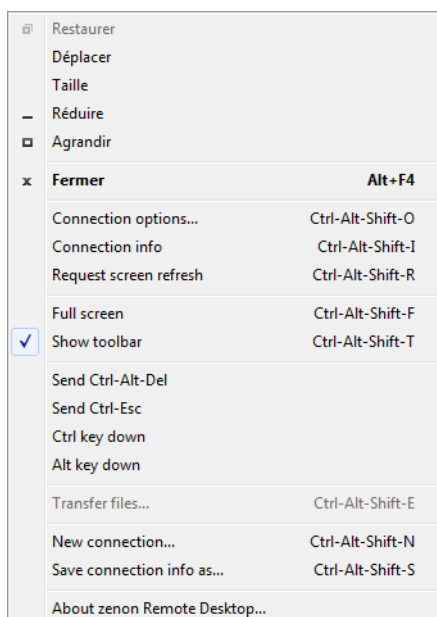 Restaurer
Déplacer
Taille
Réduire
Agrandir
Fermer Alt+F4
Connection options... Ctrl-Alt-Shift-O
Connection info Ctrl-Alt-Shift-I
Request screen refresh Ctrl-Alt-Shift-R
Full screen Ctrl-Alt-Shift-F
Show toolbar Ctrl-Alt-Shift-T
Send Ctrl-Alt-Del
Send Ctrl-Esc
Ctrl key down
Alt key down
Transfer files... Ctrl-Alt-Shift-E
New connection... Ctrl-Alt-Shift-N
Save connection info as... Ctrl-Alt-Shift-S
About zenon Remote Desktop...